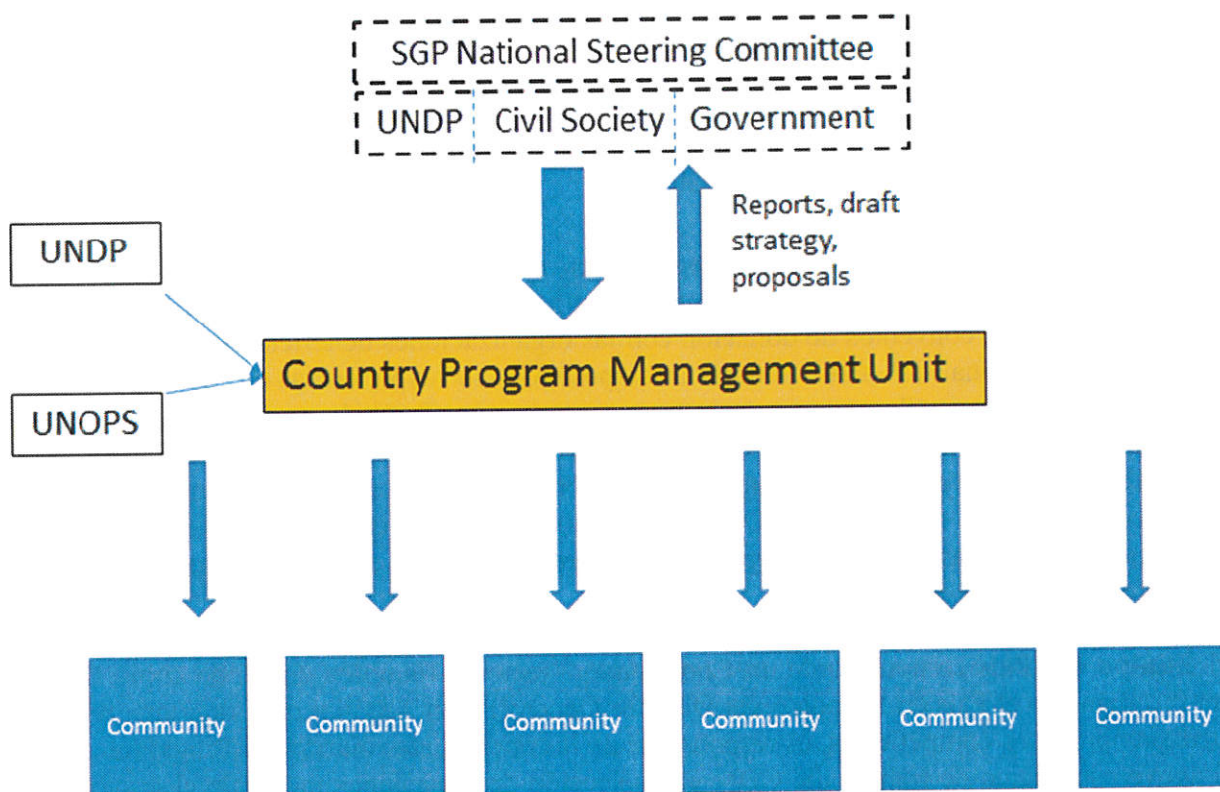 SGP National Steering Committee
UNDP Civil Society Government
Reports, draft
strategy,
proposals
UNDP
Country Program Management Unit
UNOPS
Community Community Community Community Community Community